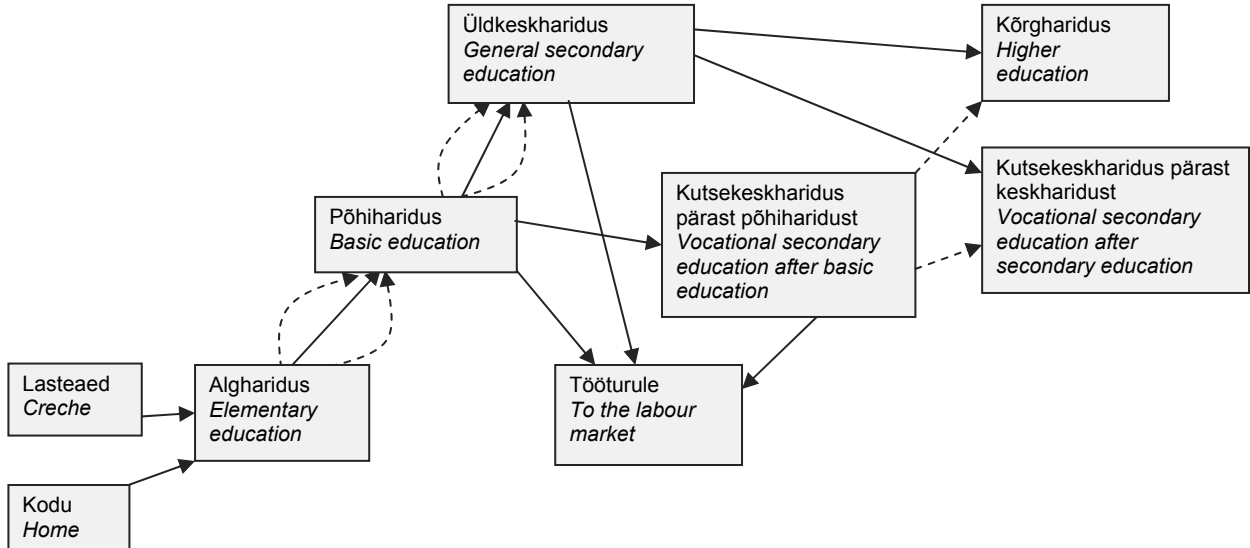 Üldkeskharidus
General secondary
education
Kõrgharidus
Higher
education
Kutsekeskharidus pärast
keskharidust
Vocational secondary
education after
secondary education
Kutsekeskharidus
pärast põhiharidust
Vocational secondary
education after basic
education
Põhiharidus
Basic education
Lasteaed
Creche
Algharidus
Elementary
education
Tööturule
To the labour
market
Kodu
Home